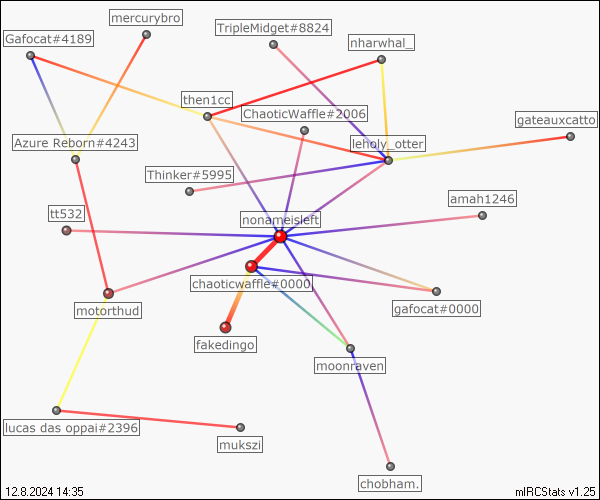 mercurybro
Gafocat#4189
TripleMidget#8824
nharwhal_
then1cc
ChaoticWaffle#2006
gateauxcatto
Azure Reborn#4243
leholy_otter
Thinker#5995
amah1246
tt532
nonameisleft
chaoticwaffle#0000
motorthud
gafocat#0000
fakedingo
moonraven
lucas das oppai#2396
mukszi
chobham.
12.8.2024 14:35
mIRCStats v1.25